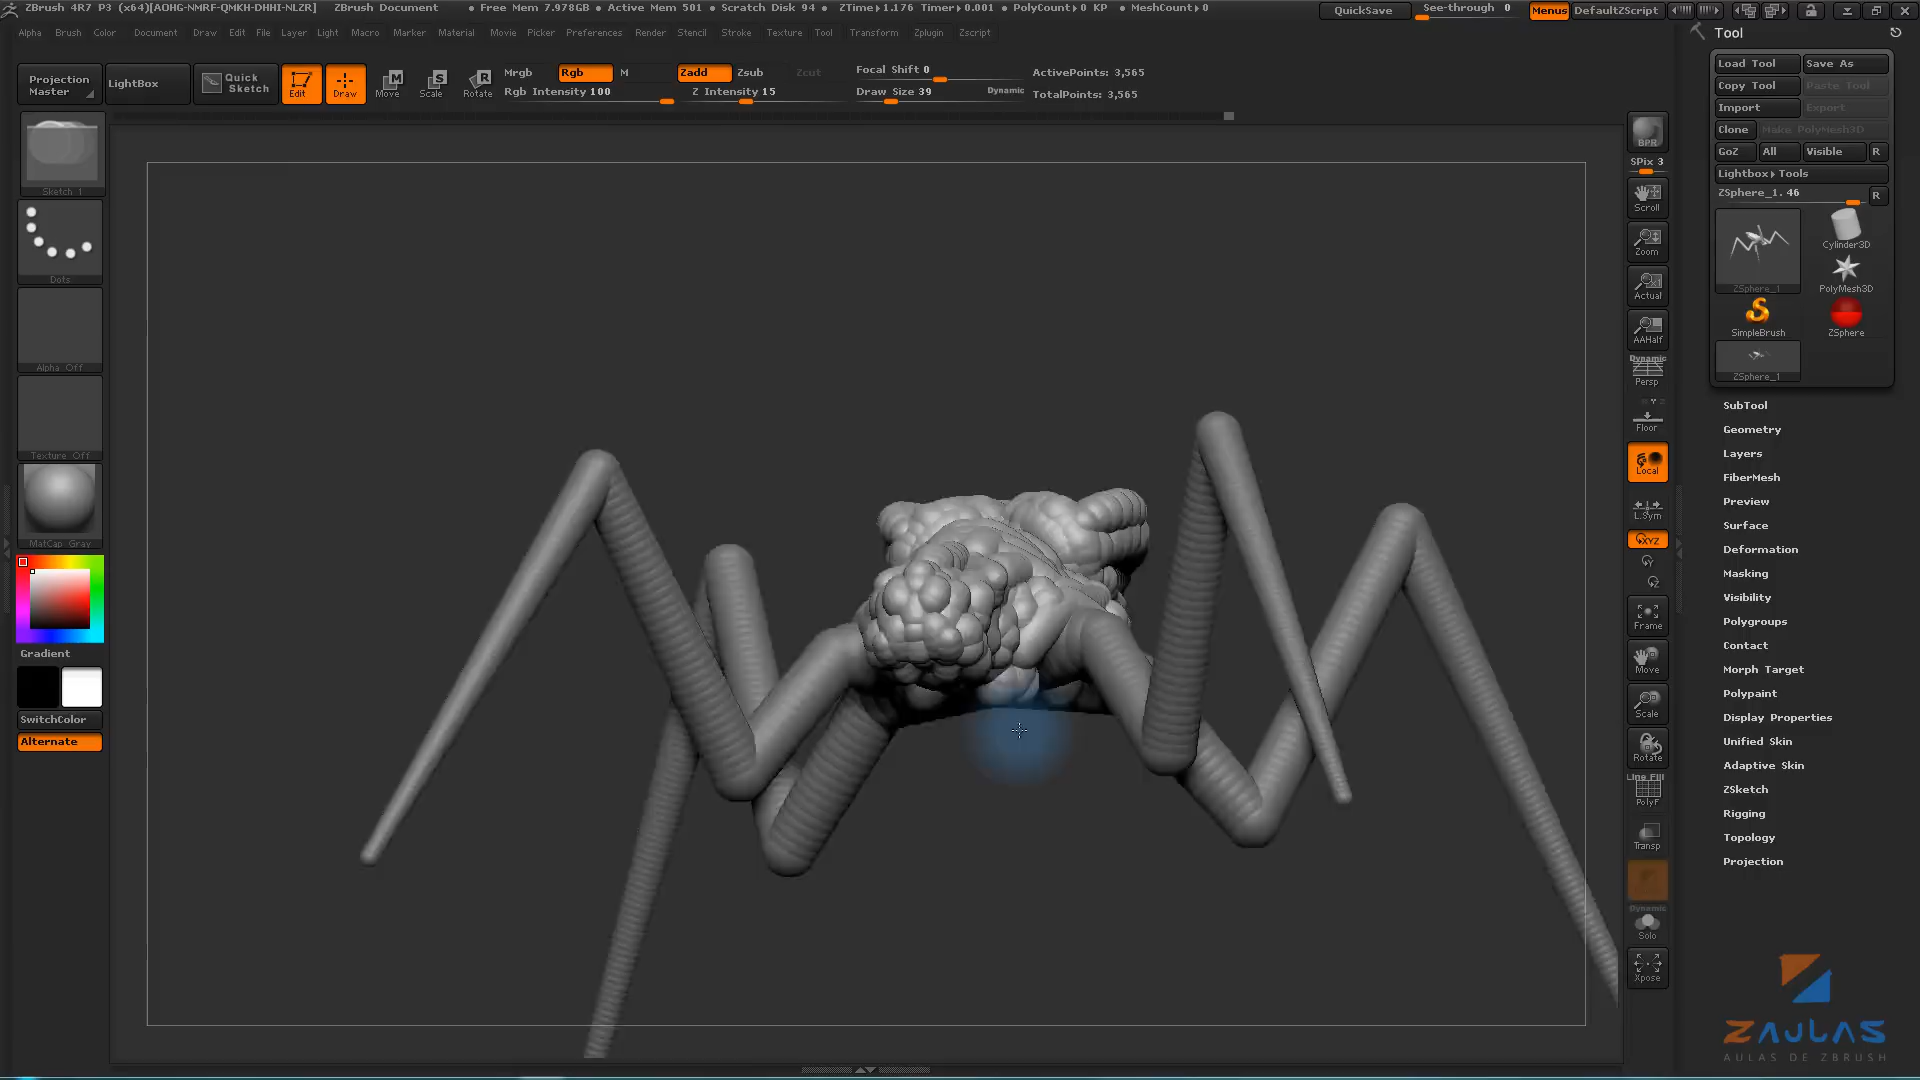 ZBrush 4R7 P3 (x64)[AOHG-NMRF-QMKH-DHHI-NLZR] ZBrush Document • Free Mem 7.978GB • Active Mem 501 • Scratch Disk 94 • ZTime▸1.176 Timer▸0.001 • PolyCount▸0 KP • MeshCount▸0 QuickSave See-through 0 Menus DefaultZScript
Alpha Brush Color Document Draw Edit File Layer Light Macro Marker Material Movie Picker Preferences Render Stencil Stroke Texture Tool Transform Zplugin Zscript
Projection Master
LightBox
Quick Sketch
Edit
Draw
Move
Scale
Rotate
Mrgb Rgb M
Rgb Intensity 100
Zadd Zsub Zcut
Z Intensity 15
Focal Shift 0
Draw Size 39 Dynamic
ActivePoints: 3,565
TotalPoints: 3,565
Sketch 1
Dots
Alpha Off
Texture Off
MatCap Gray
Gradient
SwitchColor
Alternate
BPR
SPix 3
Scroll
Zoom
Actual
AAHalf
Dynamic
Persp
Floor
Local
L.Sym
XYZ
Y
Z
Frame
Move
Scale
Rotate
Line Fill
PolyF
Transp
Dynamic
Solo
Xpose
Tool
Load Tool Save As
Copy Tool Paste Tool
Import Export
Clone Make PolyMesh3D
GoZ All Visible R
Lightbox▸Tools
ZSphere_1. 46 R
ZSphere_1
Cylinder3D
PolyMesh3D
SimpleBrush
ZSphere
ZSphere_1
SubTool
Geometry
Layers
FiberMesh
Preview
Surface
Deformation
Masking
Visibility
Polygroups
Contact
Morph Target
Polypaint
Display Properties
Unified Skin
Adaptive Skin
ZSketch
Rigging
Topology
Projection
ZAULAS
AULAS DE ZBRUSH